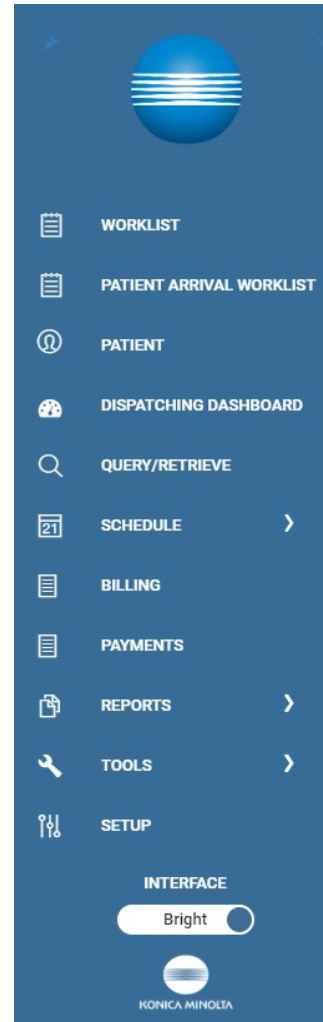 WORKLIST
PATIENT ARRIVAL WORKLIST
PATIENT
DISPATCHING DASHBOARD
QUERY/RETRIEVE
21 SCHEDULE
BILLING
PAYMENTS
REPORTS
TOOLS
SETUP
INTERFACE
Bright
KONICA MINOLTA